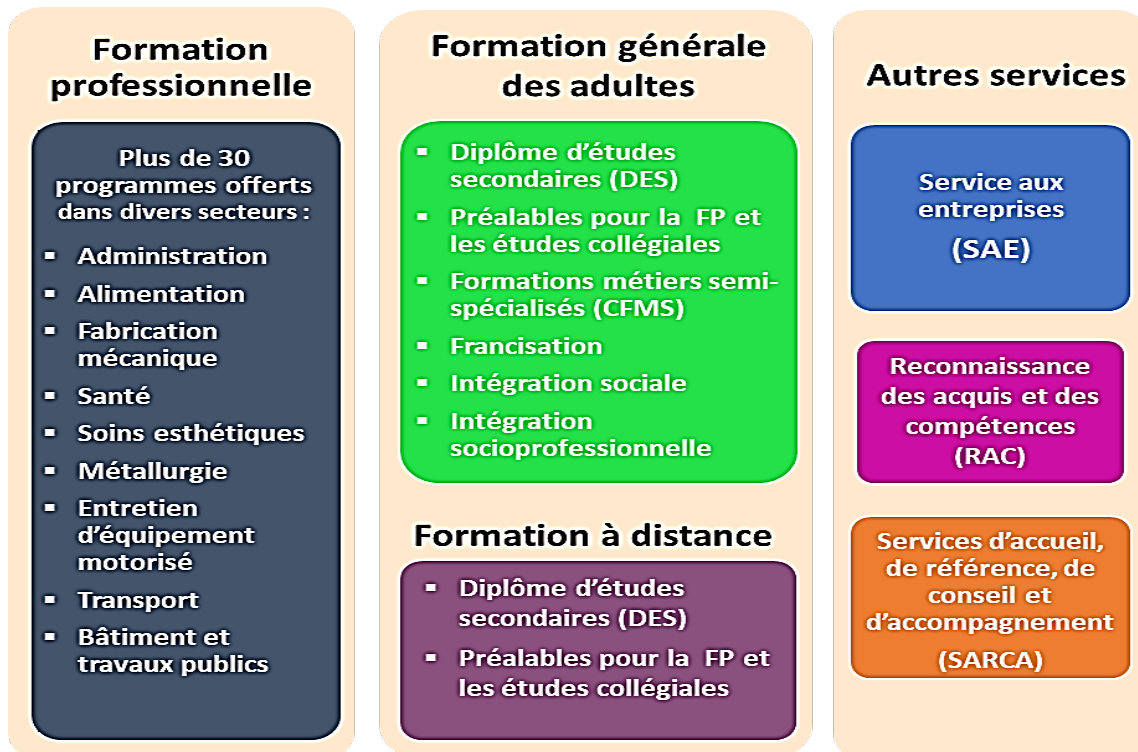 Formation
professionnelle
Plus de 30
programmes offerts
dans divers secteurs :
▪ Administration
▪ Alimentation
▪ Fabrication
mécanique
▪ Santé
▪ Soins esthétiques
▪ Métallurgie
▪ Entretien
d’équipement
motorisé
▪ Transport
▪ Bâtiment et
travaux publics
Formation générale
des adultes
▪ Diplôme d’études
secondaires (DES)
▪ Préalables pour la FP et
les études collégiales
▪ Formations métiers semi-
spécialisés (CFMS)
▪ Francisation
▪ Intégration sociale
▪ Intégration
socioprofessionnelle
Formation à distance
▪ Diplôme d’études
secondaires (DES)
▪ Préalables pour la FP et
les études collégiales
Autres services
Service aux
entreprises
(SAE)
Reconnaissance
des acquis et des
compétences
(RAC)
Services d’accueil,
de référence, de
conseil et
d’accompagnement
(SARCA)